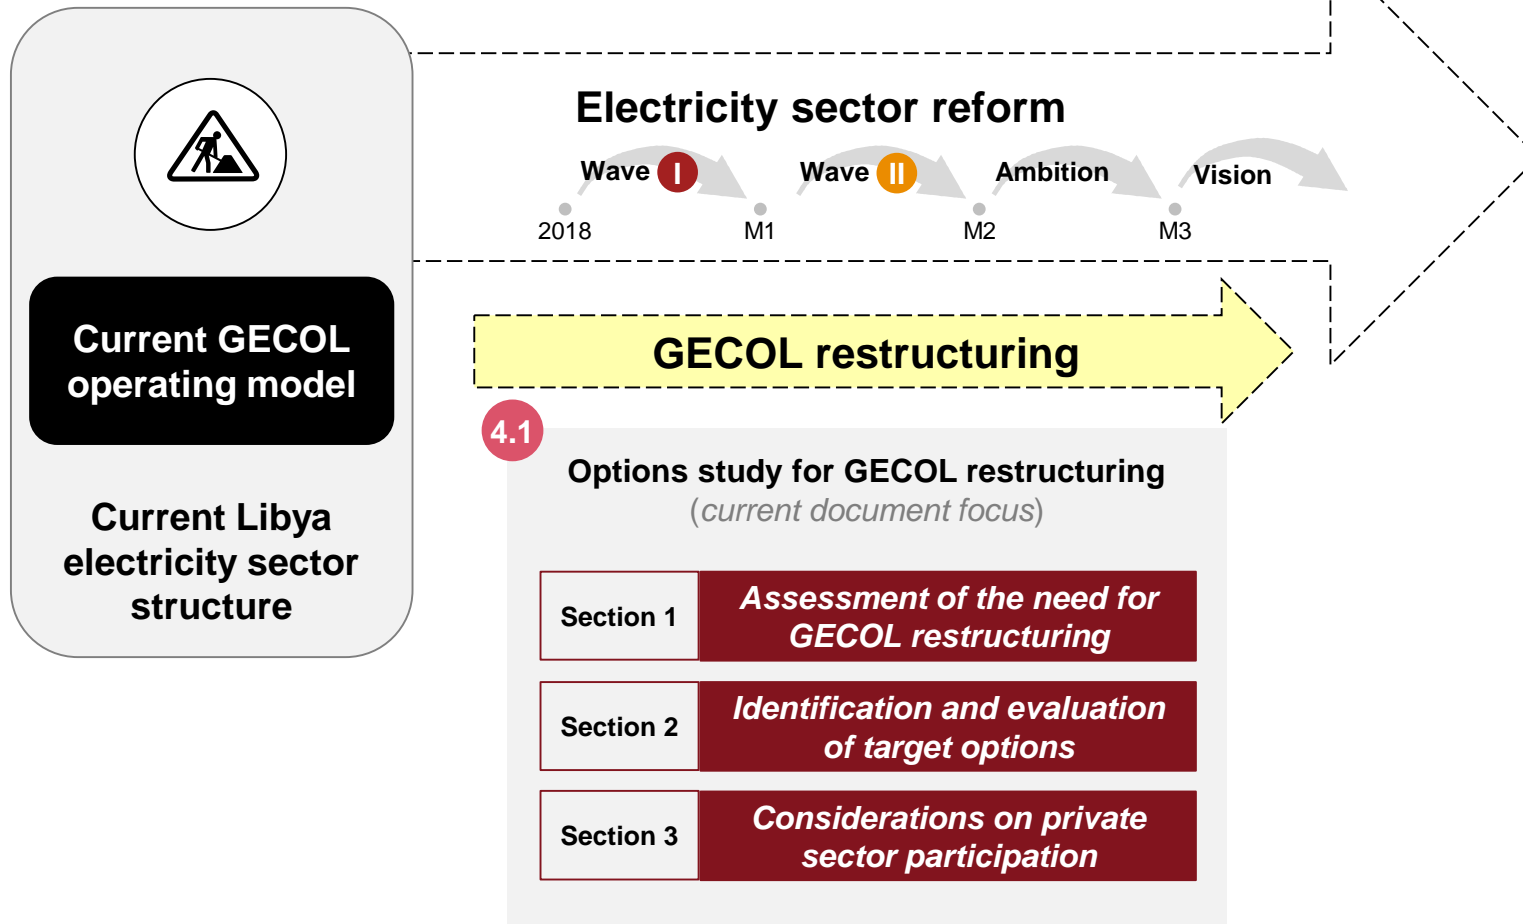 Electricity sector reform
Wave I
Wave II
Ambition
Vision
2018
M1
M2
M3
Current GECOL
operating model
Current Libya
electricity sector
structure
GECOL restructuring
4.1
Options study for GECOL restructuring
(current document focus)
Section 1
Assessment of the need for
GECOL restructuring
Section 2
Identification and evaluation
of target options
Section 3
Considerations on private
sector participation